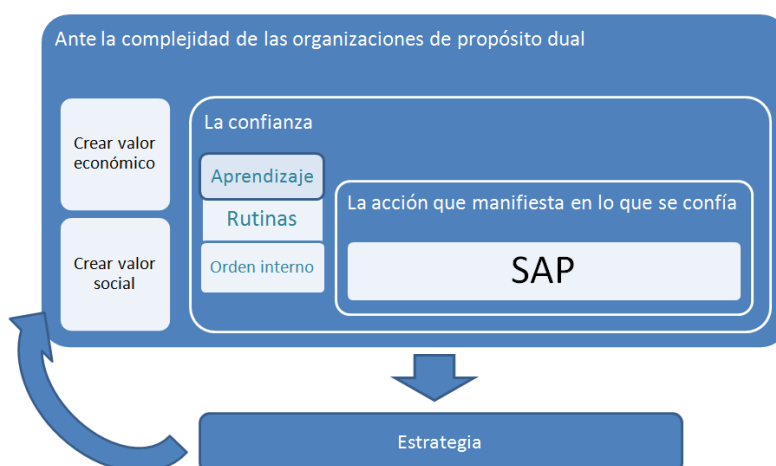 Ante la complejidad de las organizaciones de propósito dual
Crear valor
económico
Crear valor
social
La confianza
Aprendizaje
Rutinas
Orden interno
La acción que manifiesta en lo que se confía
SAP
Estrategia